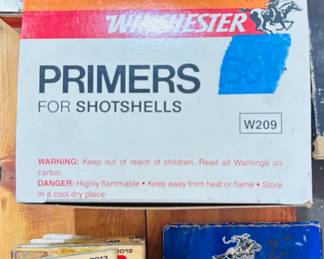 WINCHESTER
PRIMERS
FOR SHOTSHELLS
W209
WARNING: Keep out of reach of children. Read all Warnings on
carton.
DANGER: Highly flammable • Keep away from heat or flame • Store
in a cool dry place